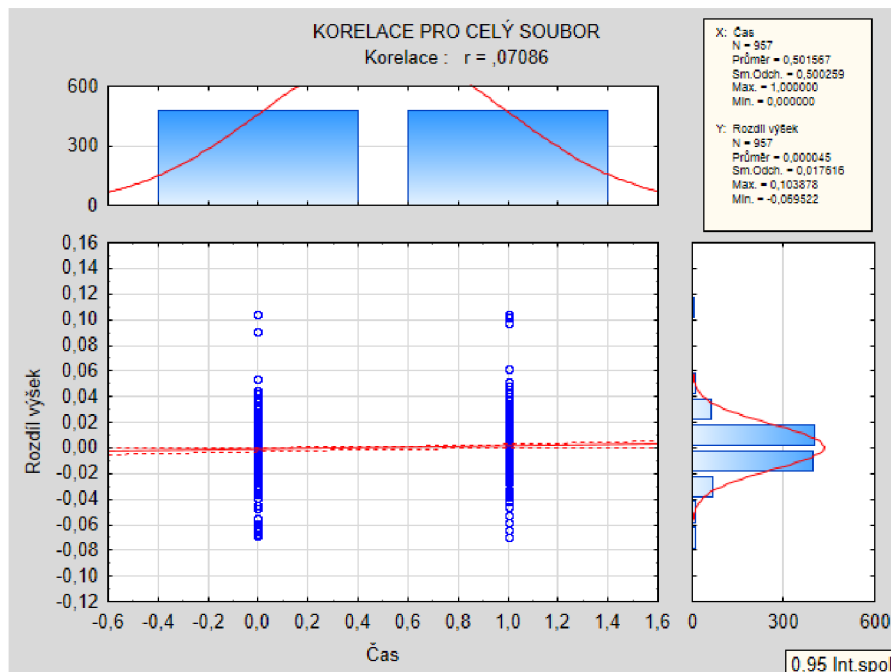 KORELACE PRO CELÝ SOUBOR
Korelace : r = ,07086
X: Čas
N = 957
Průměr = 0,501567
Sm.Odch. = 0,500259
Max. = 1,000000
Min. = 0,000000
Y: Rozdíl výšek
N = 957
Průměr = 0,000045
Sm.Odch. = 0,017616
Max. = 0,103878
Min. = -0,069522
600
300
0
0,16
0,14
0,12
0,10
0,08
0,06
0,04
0,02
0,00
-0,02
-0,04
-0,06
-0,08
-0,10
-0,12
Rozdíl výšek
-0,6 -0,4 -0,2 0,0 0,2 0,4 0,6 0,8 1,0 1,2 1,4 1,6
Čas
0 300 600
0,95 Int.spol